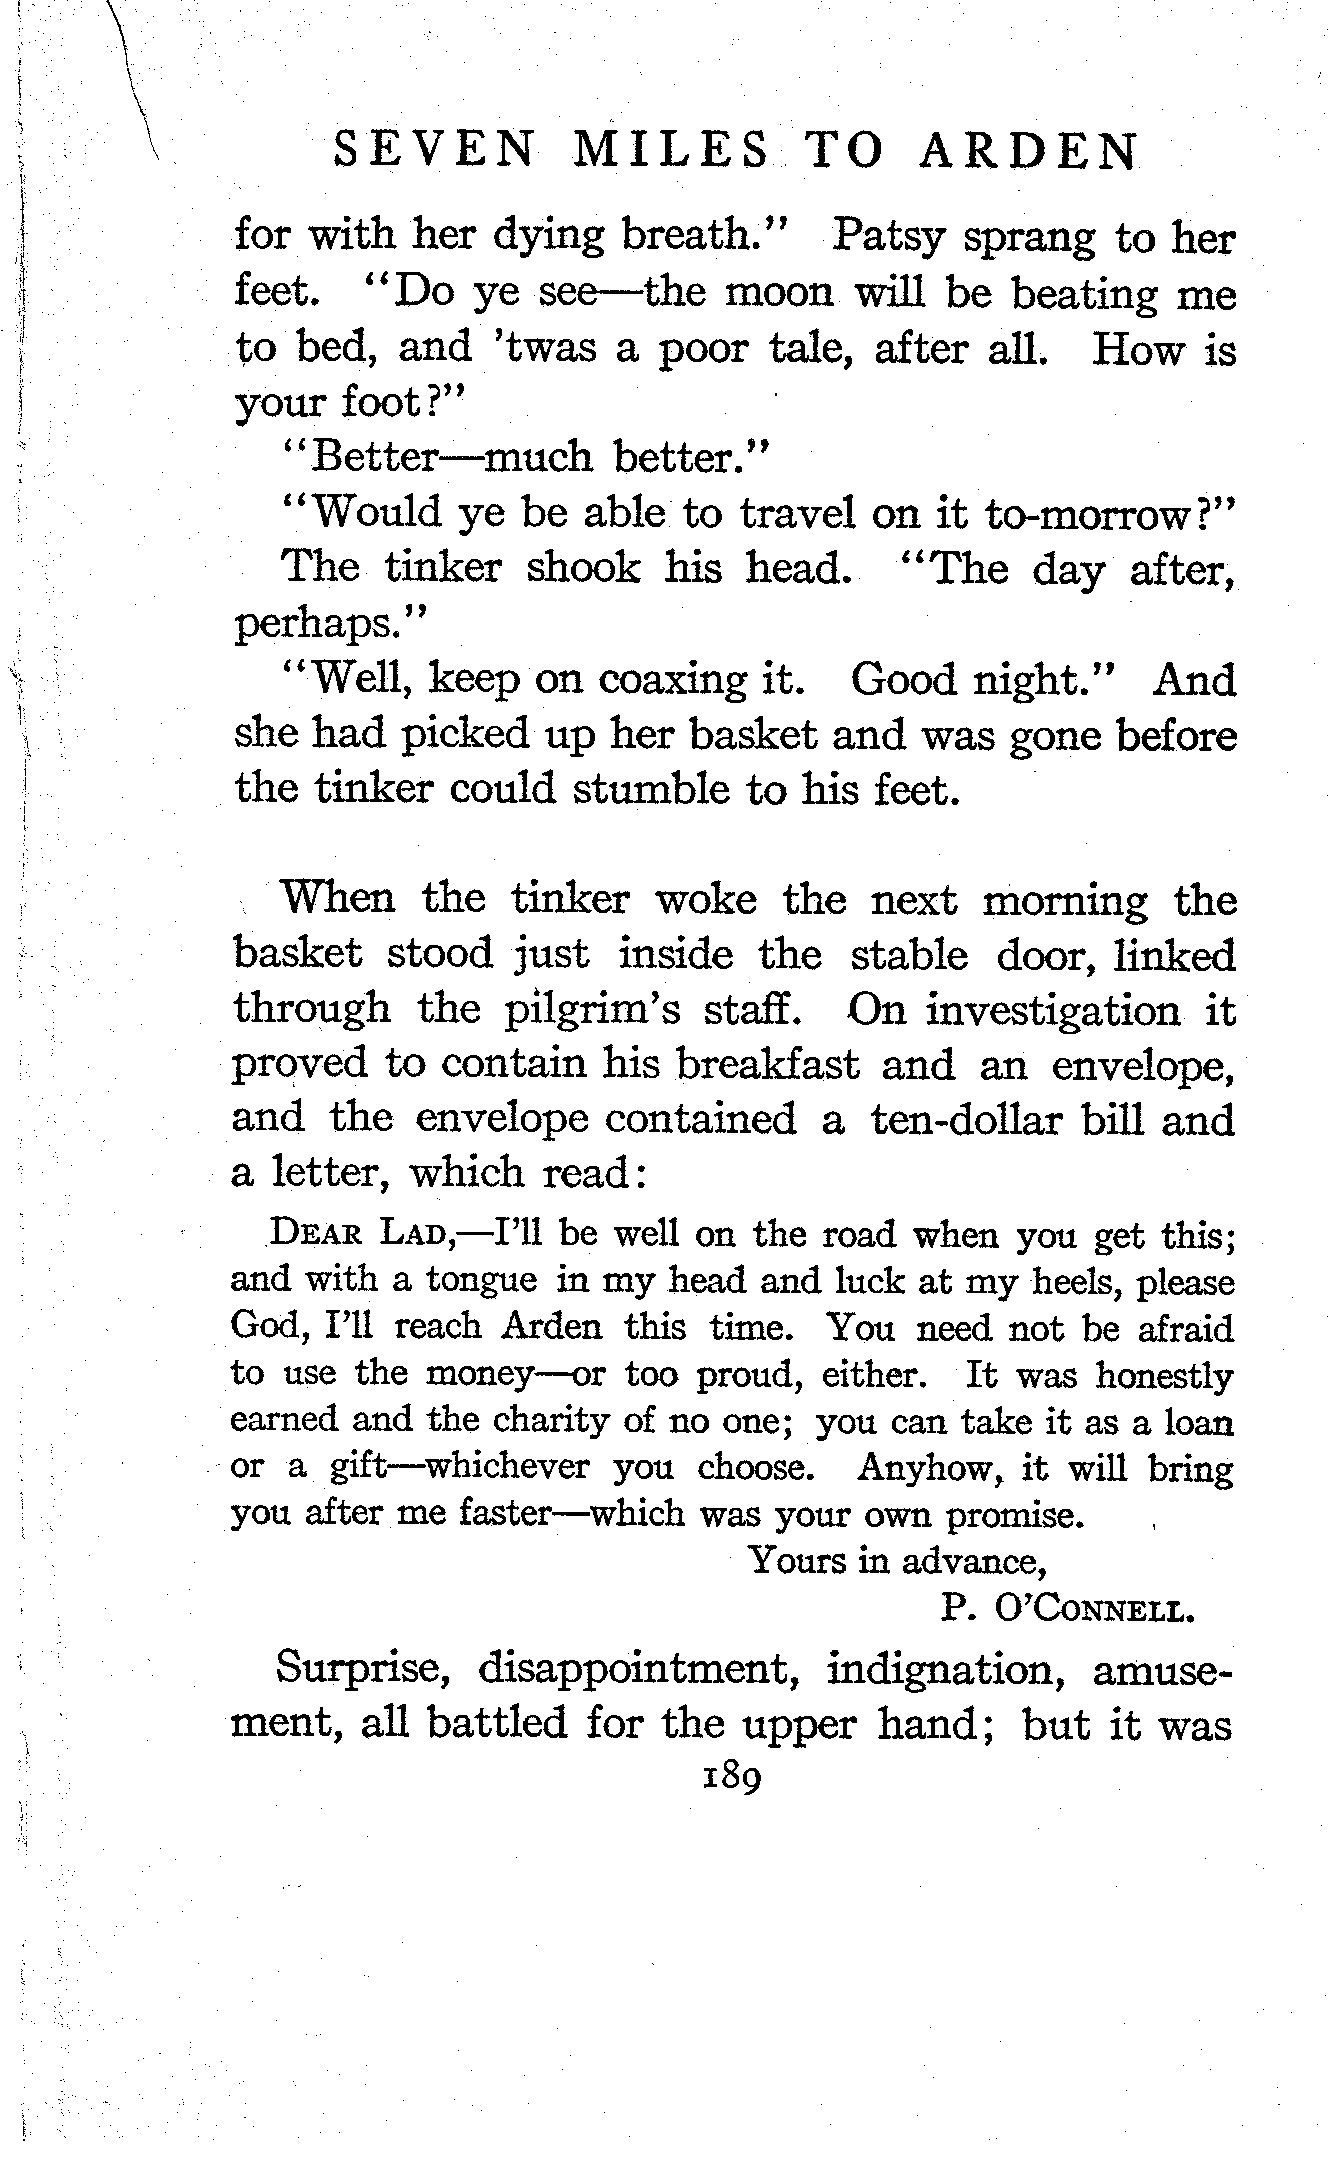 SEVEN MILES TO ARDEN
for with her dying breath." Patsy sprang to her
feet. "Do ye see—the moon will be beating me
to bed, and 'twas a poor tale, after all. How is
your foot?"
"Better—much better."
"Would ye be able to travel on it to-morrow?"
The tinker shook his head. "The day after,
perhaps."
"Well, keep on coaxing it. Good night." And
she had picked up her basket and was gone before
the tinker could stumble to his feet.
When the tinker woke the next morning the
basket stood just inside the stable door, linked
through the pilgrim's staff. On investigation it
proved to contain his breakfast and an envelope,
and the envelope contained a ten-dollar bill and
a letter, which read:
DEAR LAD,—I'll be well on the road when you get this;
and with a tongue in my head and luck at my heels, please
God, I'll reach Arden this time. You need not be afraid
to use the money—or too proud, either. It was honestly
earned and the charity of no one; you can take it as a loan
or a gift—whichever you choose. Anyhow, it will bring
you after me faster—which was your own promise.
Yours in advance,
P. O'CONNELL.
Surprise, disappointment, indignation, amuse-
ment, all battled for the upper hand; but it was
189